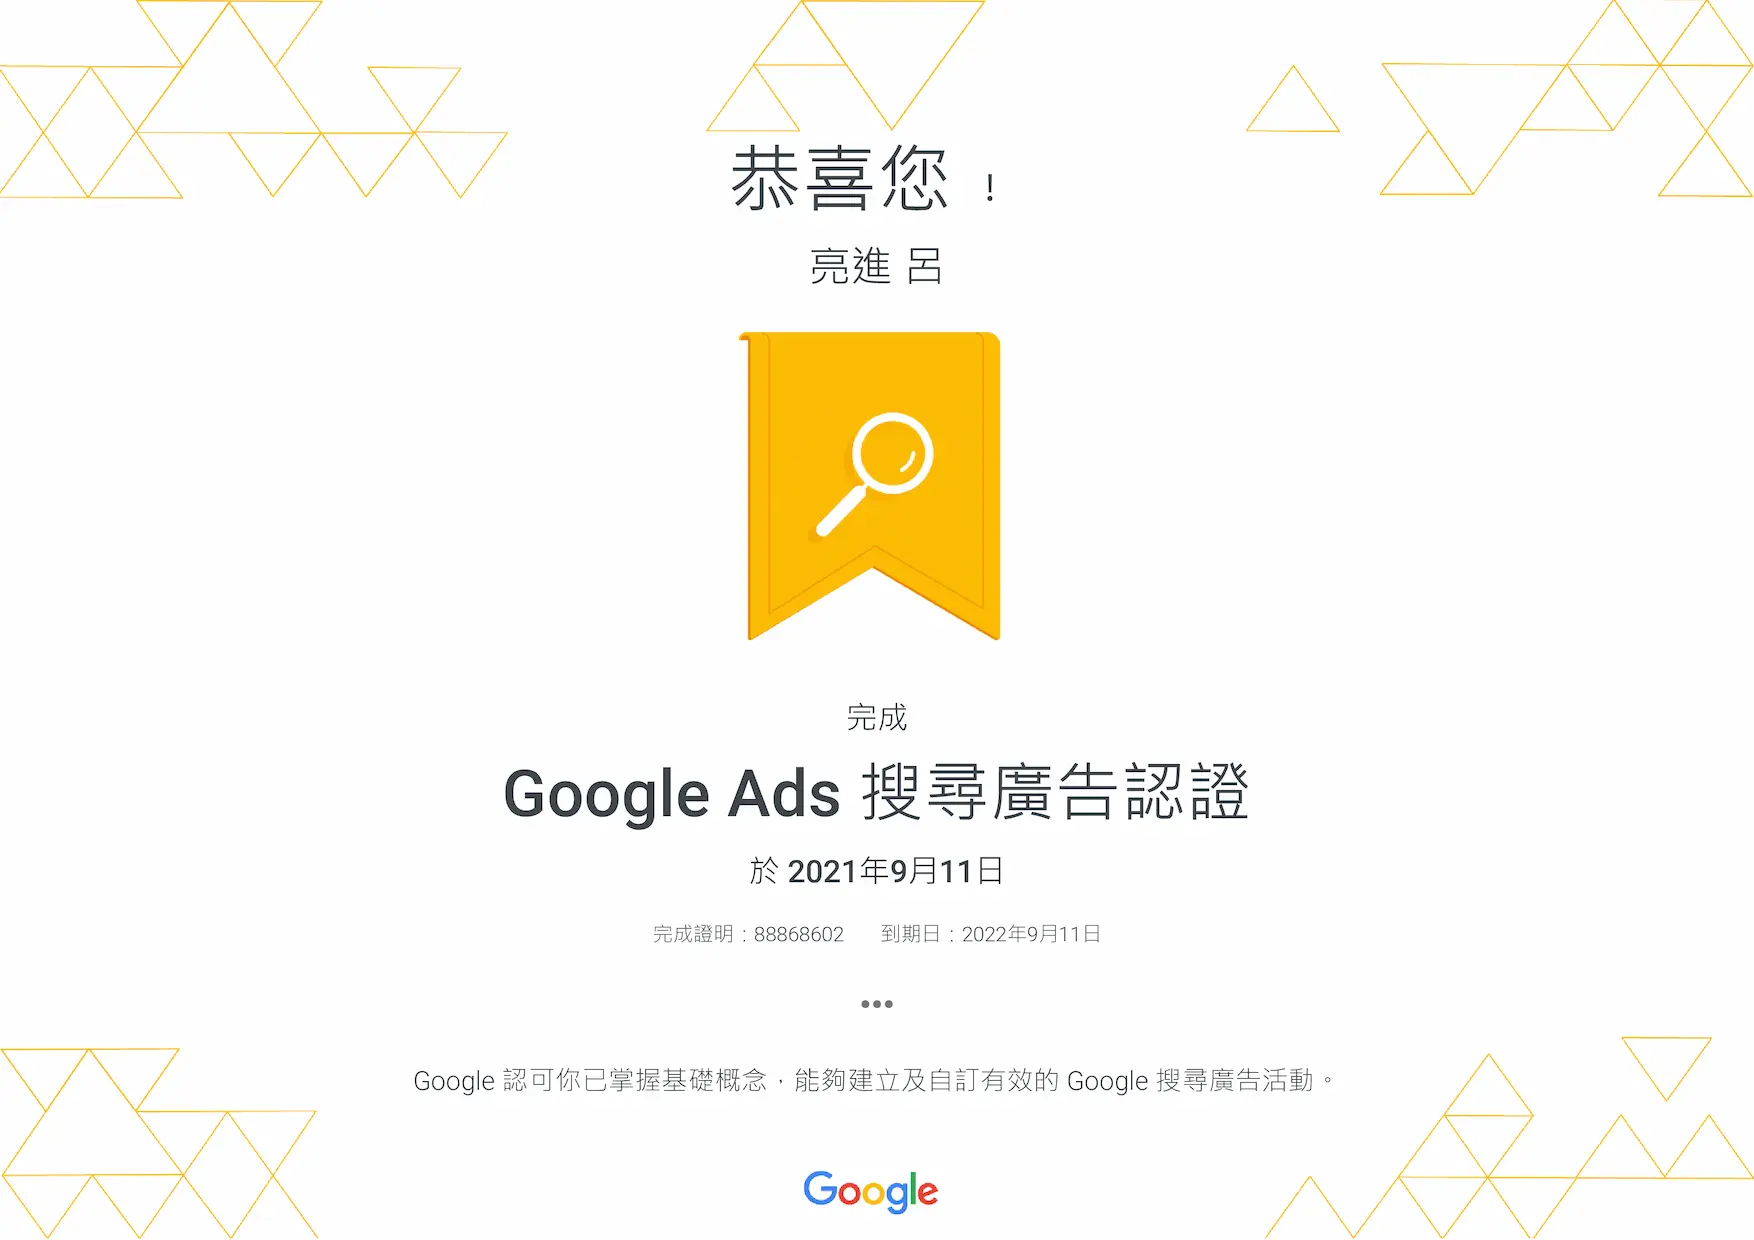 恭喜您 !
亮進 呂
完成
Google Ads 搜尋廣告認證
於 2021年9月11日
完成證明:88868602 到期日:2022年9月11日
•••
Google 認可你已掌握基礎概念,能夠建立及自訂有效的 Google 搜尋廣告活動。
Google